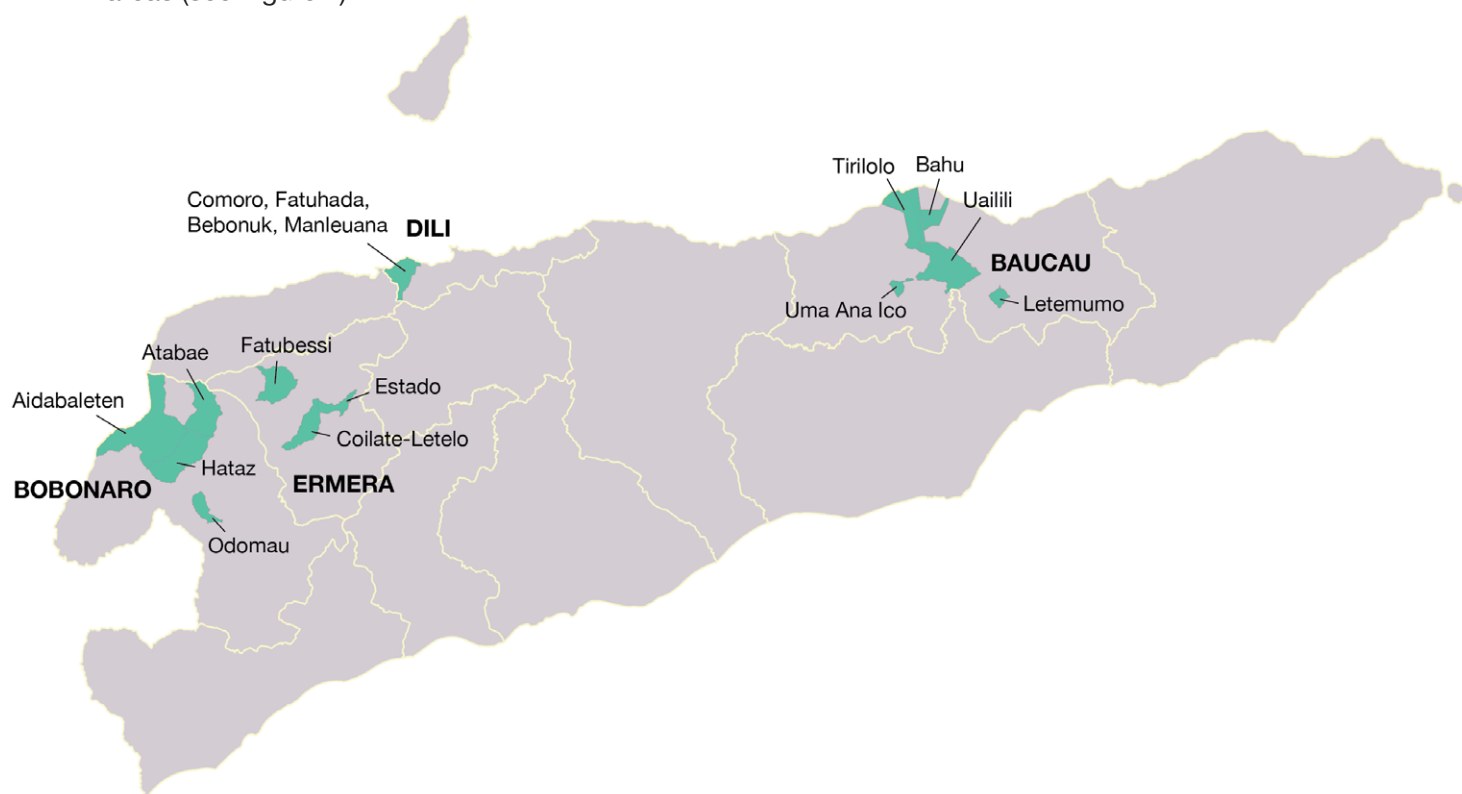 Tirilolo
Bahu
Uailili
Comoro, Fatuhada,
Bebonuk, Manleuana
DILI
BAUCAU
Uma Ana Ico
Letemumo
Atabae
Fatubessi
Aidabaleten
Estado
Coilate-Letelo
Hataz
BOBONARO
ERMERA
Odomau